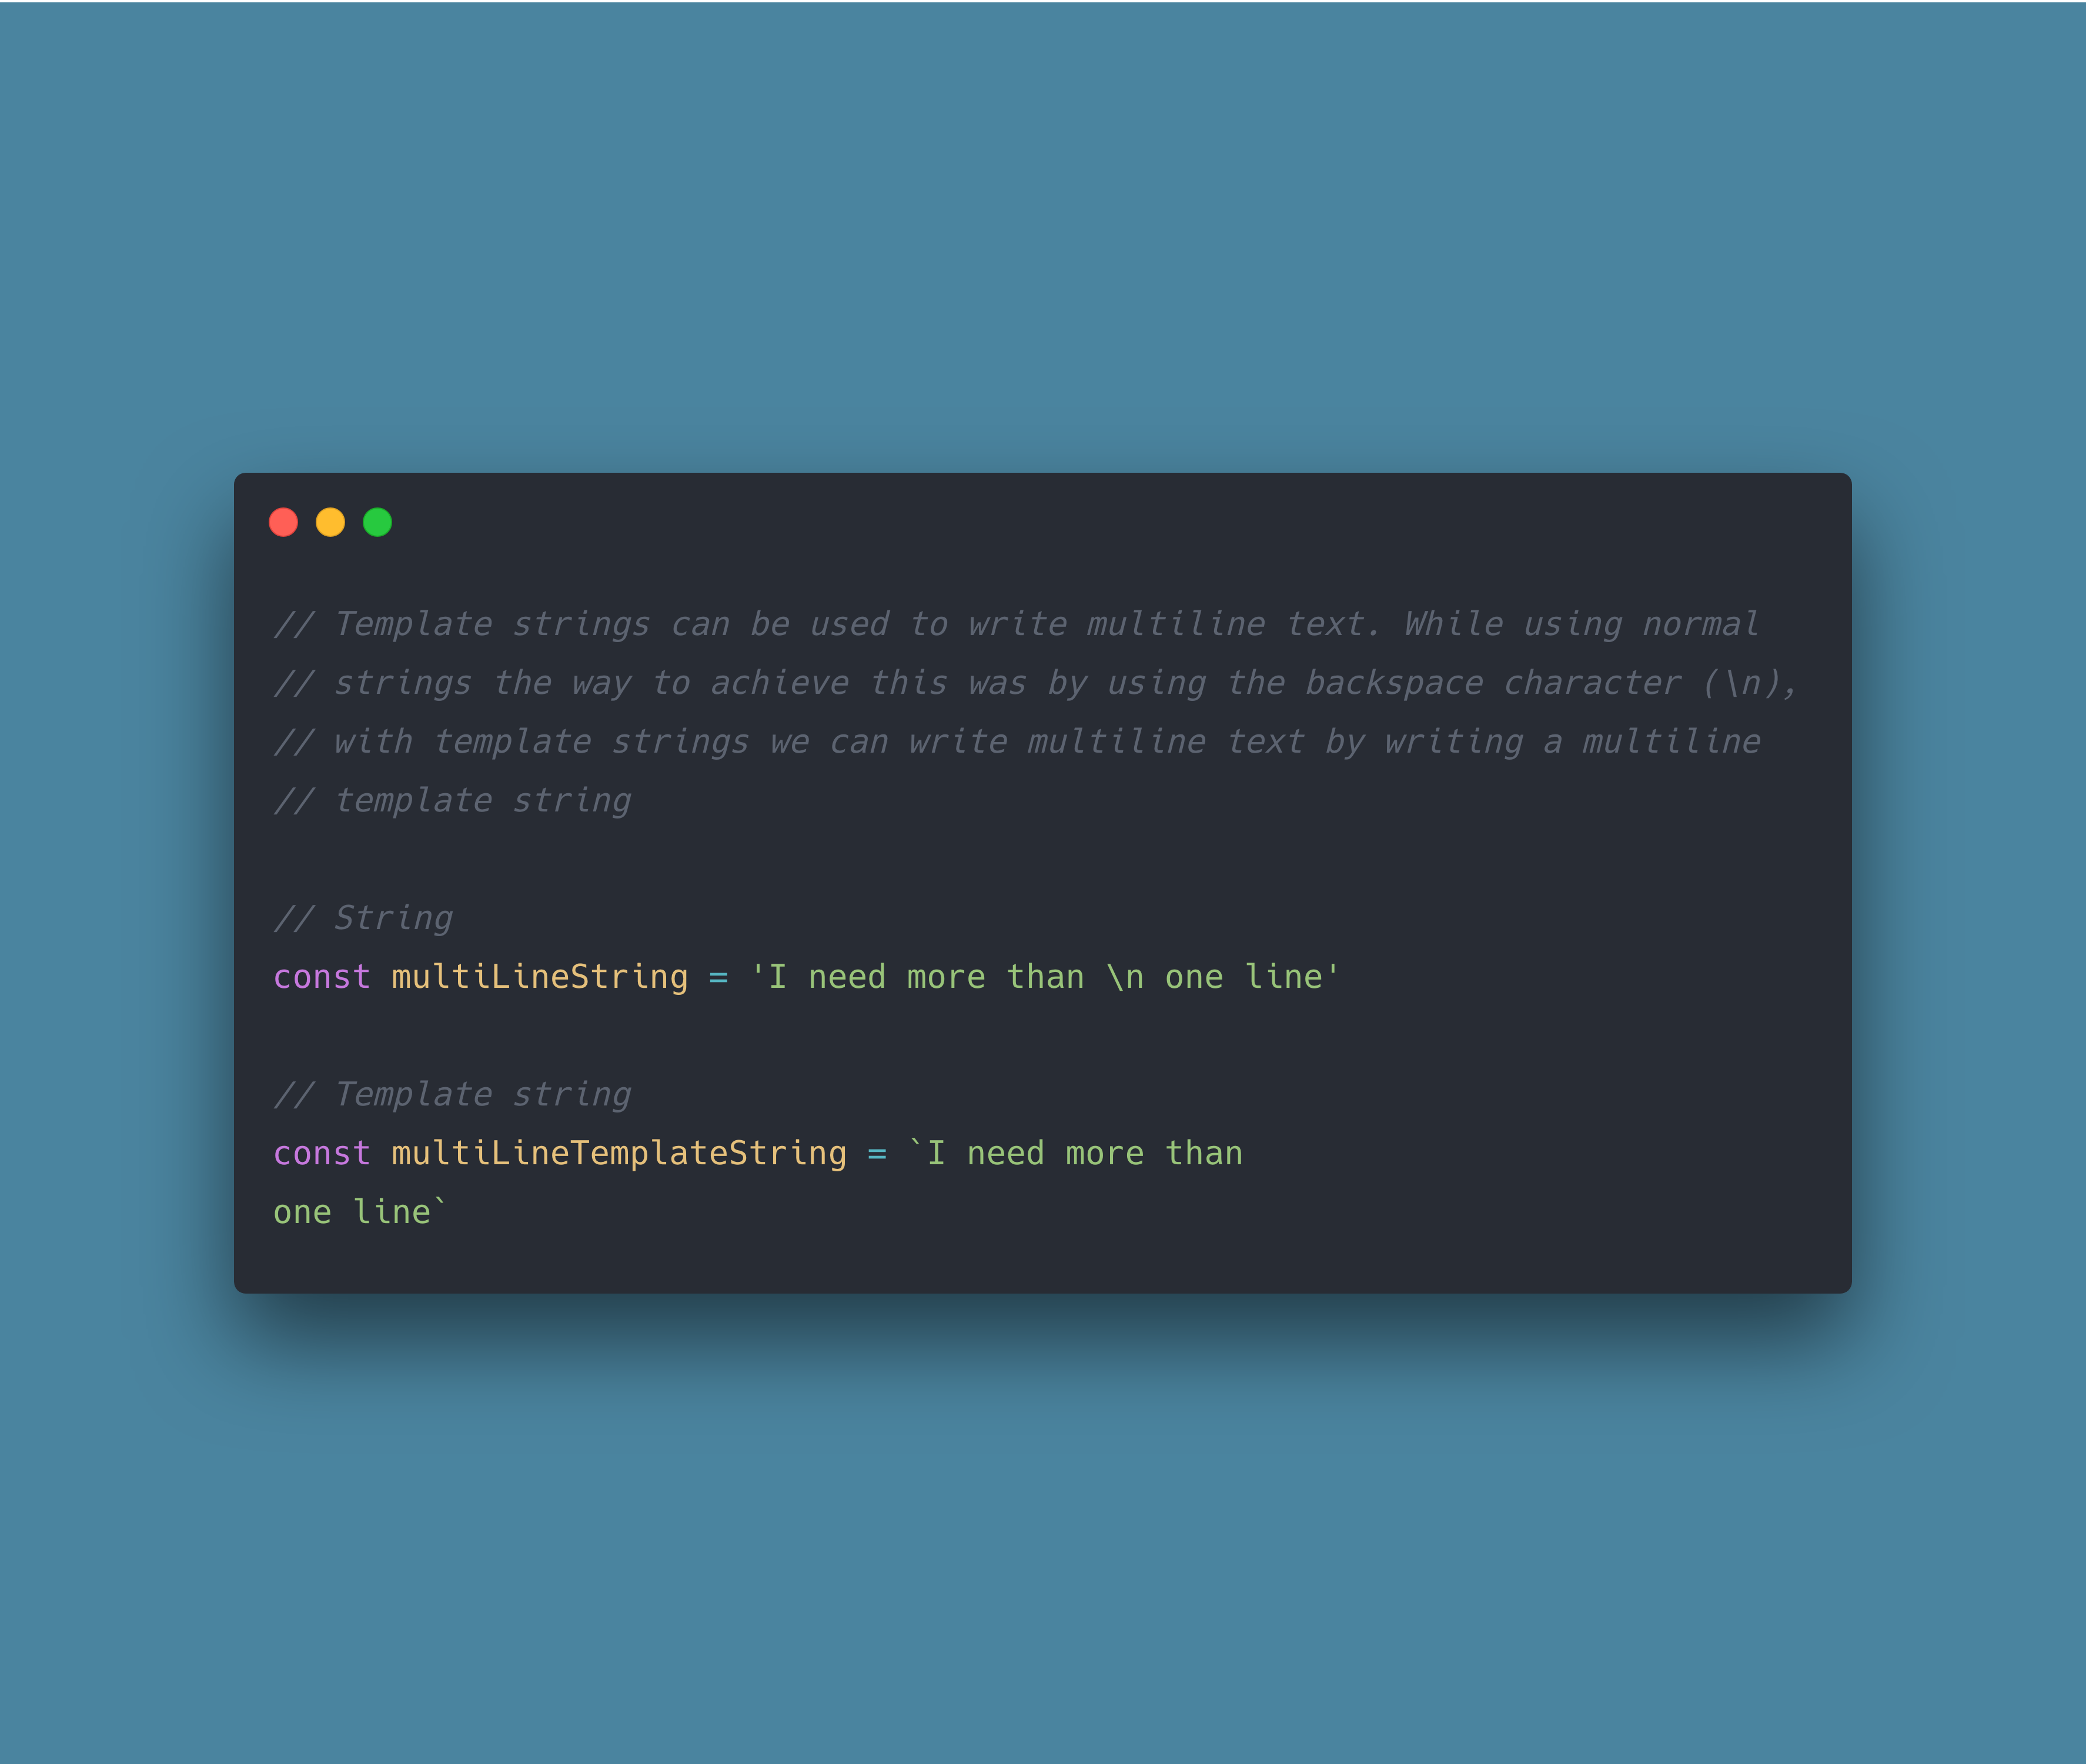 // Template strings can be used to write multiline text. While using normal
// strings the way to achieve this was by using the backspace character (\n),
// with template strings we can write multiline text by writing a multiline
// template string
// String
const multiLineString = 'I need more than \n one line'
// Template string
const multiLineTemplateString = `I need more than
one line`